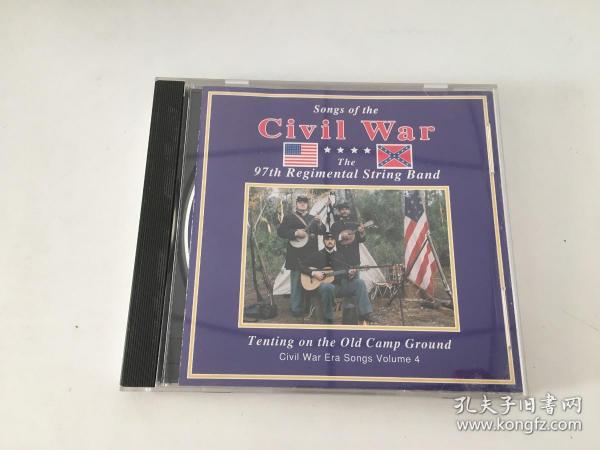 Songs of the
Civil War
The
97th Regimental String Band
Tenting on the Old Camp Ground
Civil War Era Songs Volume 4
孔夫子旧书网
www.kongfz.com